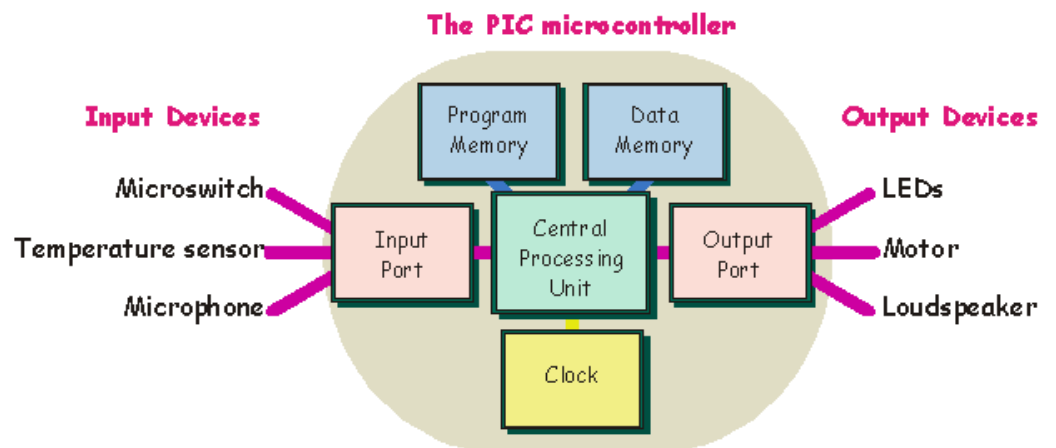 The PIC microcontroller
Input Devices
Output Devices
Program
Memory
Data
Memory
Microswitch
Temperature sensor
Microphone
Input
Port
Central
Processing
Unit
Output
Port
LEDs
Motor
Loudspeaker
Clock